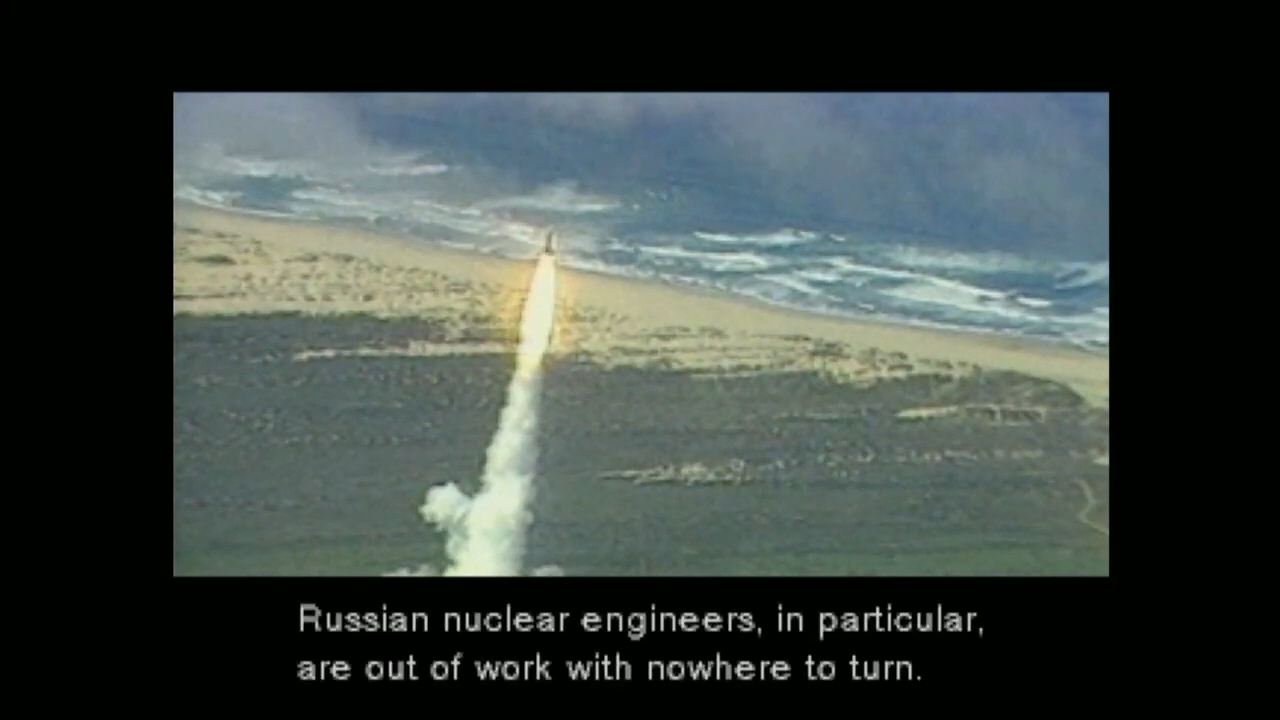 Russian nuclear engineers, in particular,
are out of work with nowhere to turn.